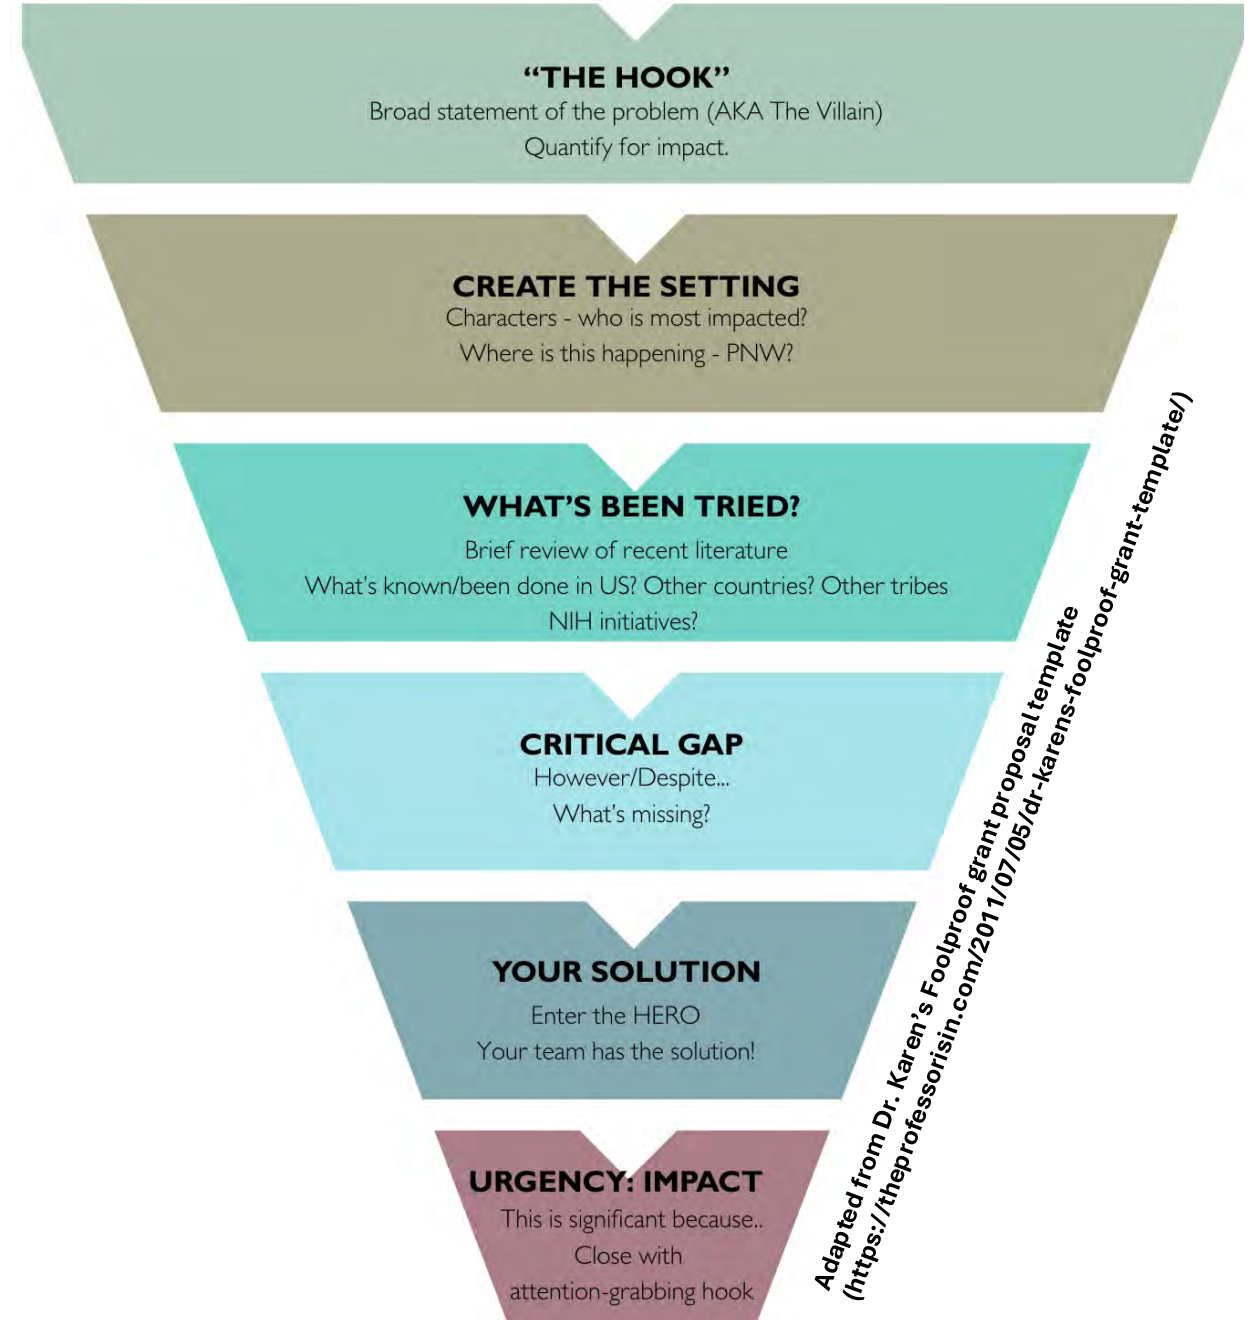 “THE HOOK”
Broad statement of the problem (AKA The Villain)
Quantify for impact.
CREATE THE SETTING
Characters - who is most impacted?
Where is this happening - PNW?
WHAT’S BEEN TRIED?
Brief review of recent literature
What’s known/been done in US? Other countries? Other tribes
NIH initiatives?
CRITICAL GAP
However/Despite...
What’s missing?
YOUR SOLUTION
Enter the HERO
Your team has the solution!
URGENCY: IMPACT
This is significant because..
Close with
attention-grabbing hook
Adapted from Dr. Karen’s Foolproof grant proposal template
(https://theprofessorisin.com/2011/07/05/dr-karens-foolproof-grant-template/)